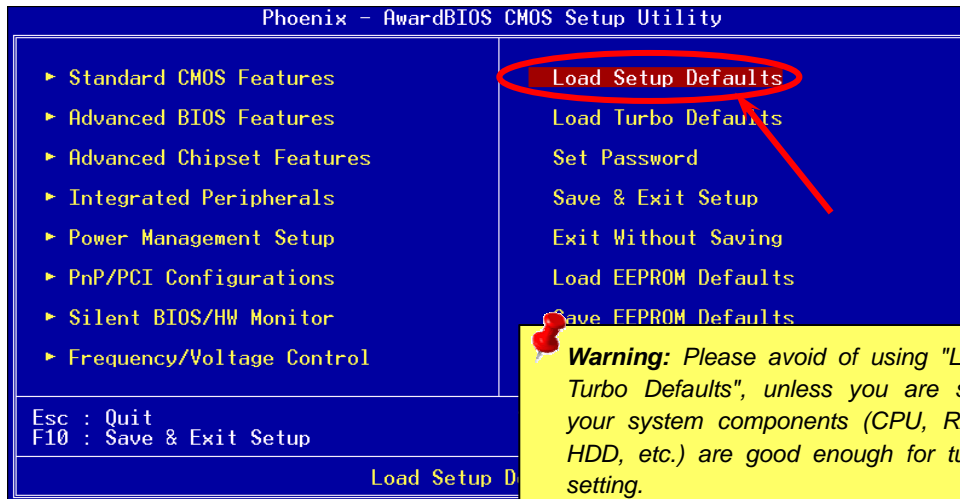 Phoenix - AwardBIOS CMOS Setup Utility
► Standard CMOS Features
► Advanced BIOS Features
► Advanced Chipset Features
► Integrated Peripherals
► Power Management Setup
► PnP/PCI Configurations
► Silent BIOS/HW Monitor
► Frequency/Voltage Control
Load Setup Defaults
Load Turbo Defaults
Set Password
Save & Exit Setup
Exit Without Saving
Load EEPROM Defaults
Save EEPROM Defaults
Esc : Quit
F10 : Save & Exit Setup
Load Setup
Warning: Please avoid of using
Turbo Defaults", unless you are
your system components (CPU,
HDD, etc.) are good enough for
setting.